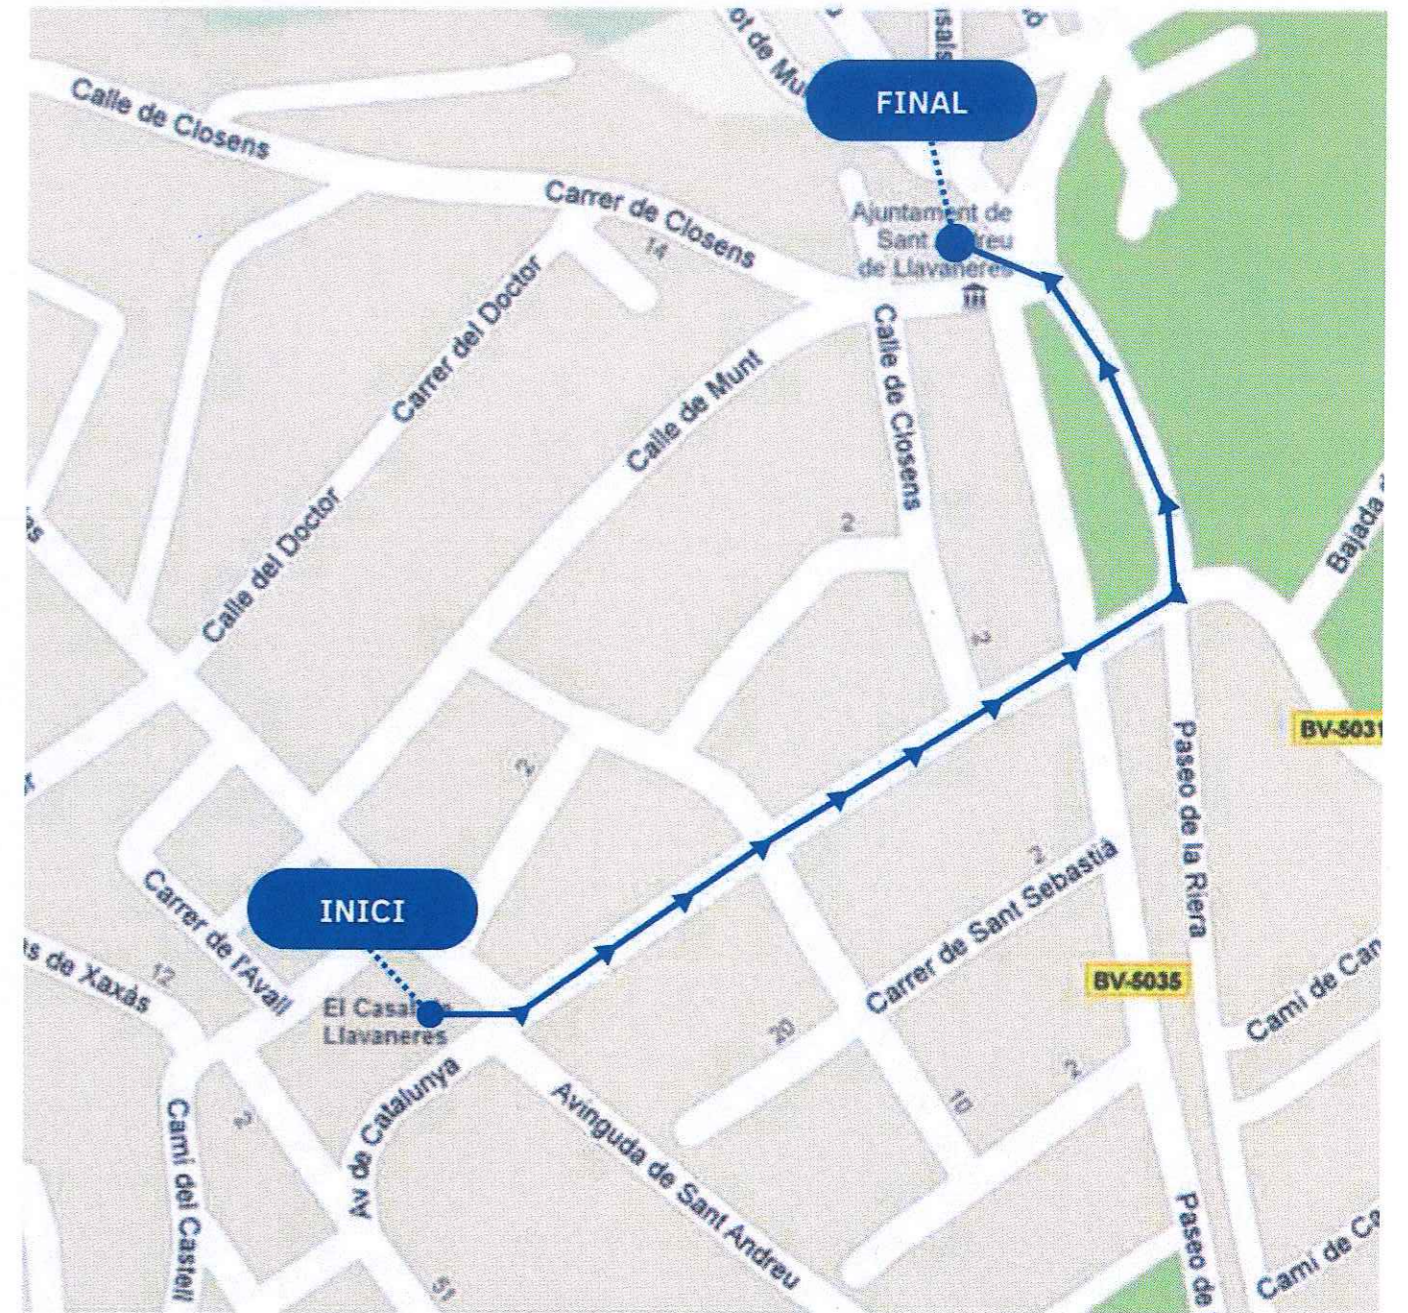 ot de Mu
FINAL
Calle de Closens
Carrer de Closens
14
Ajuntament de
Sant Andreu
de Llavaneres
Carrer del Doctor
Calle de Munt
Calle de Closens
Calle del Doctor
2
2
Bajada
2
BV-5031
Paseo de la Riera
INICI
Carrer de l'Avall
2
Carrer de Sant Sebastià
s de Xaxàs
12
El Casal de
Llavaneres
BV-5035
Camí de Can
20
2
10
Av de Catalunya
Avinguda de Sant Andreu
2
Camí del Castell
Paseo de
Camí de Ca
51